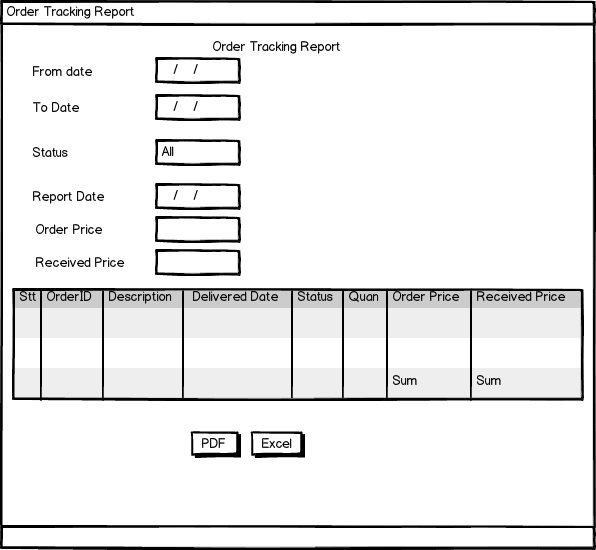 Order Tracking Report
Order Tracking Report
From date / /
To Date / /
Status All
Report Date / /
Order Price
Received Price
Stt OrderID Description Delivered Date Status Quan Order Price Received Price
Sum Sum
PDF Excel